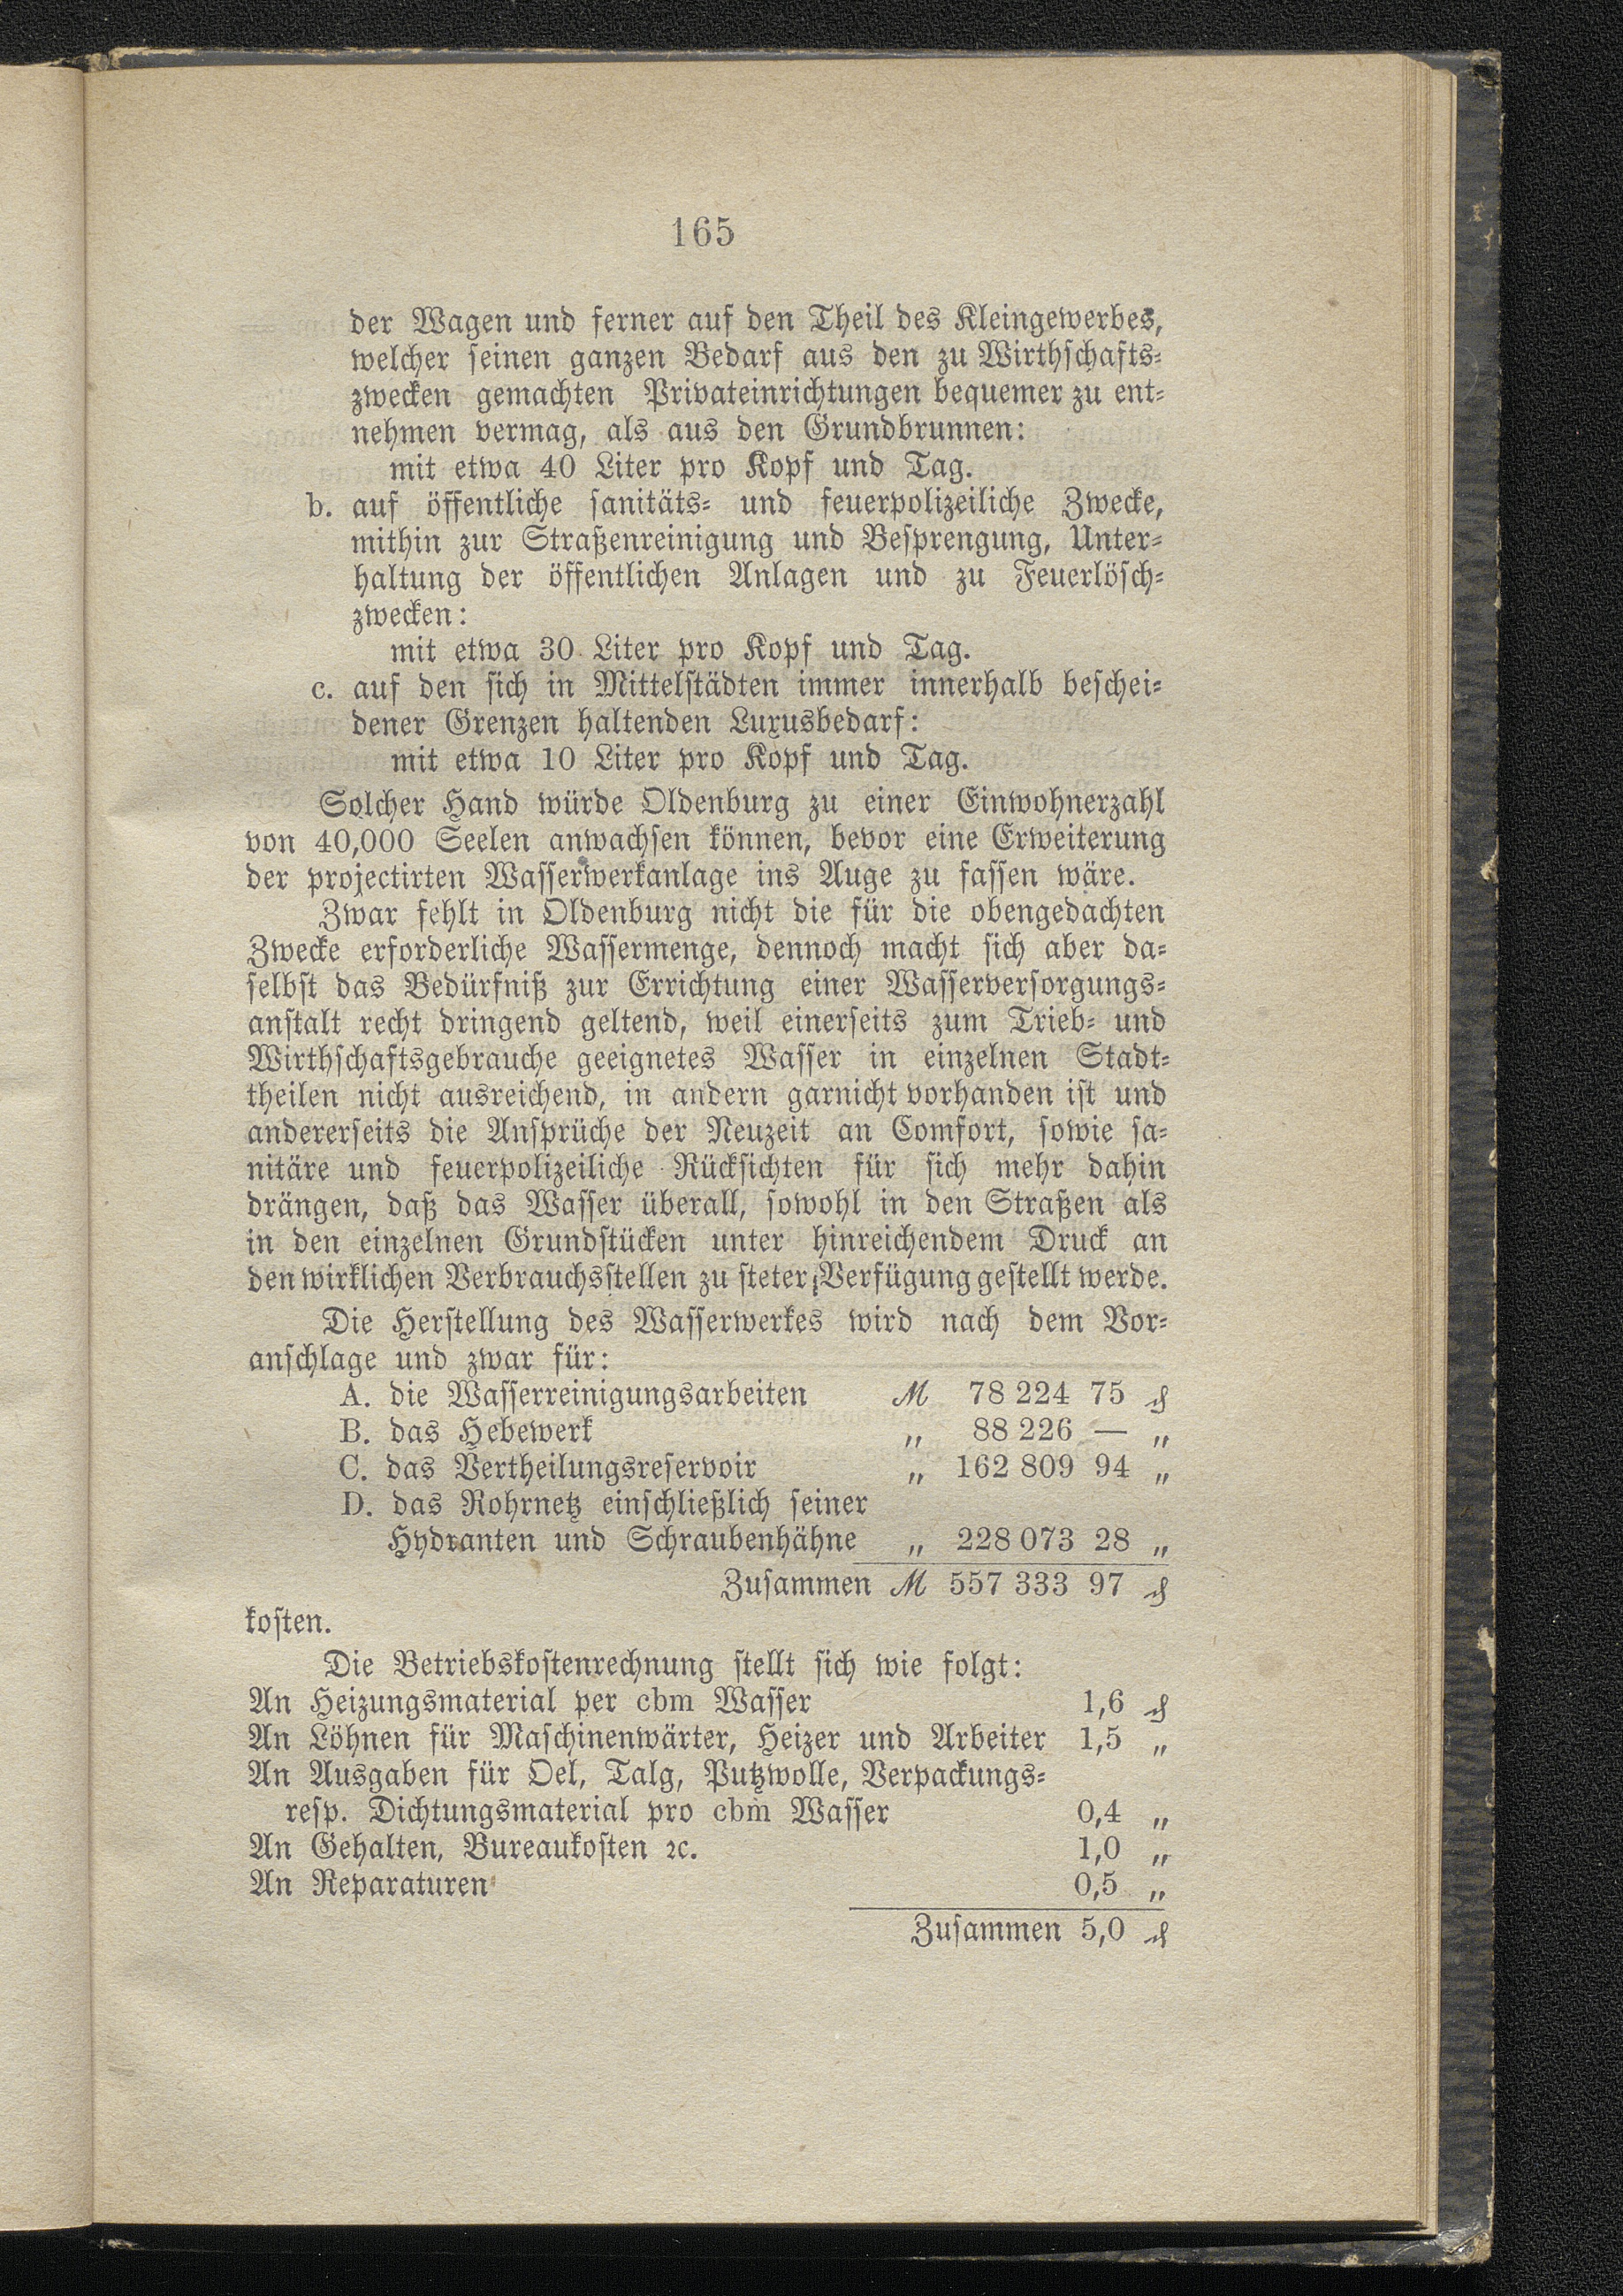 165
der Wagen und ferner auf den Theil des Kleingewerbes,
welcher seinen ganzen Bedarf aus den zu Wirthschafts-
zwecken gemachten Privateinrichtungen bequemer zu ent-
nehmen vermag, als aus den Grundbrunnen:
mit etwa 40 Liter pro Kopf und Tag.
b. auf öffentliche sanitäts- und feuerpolizeiliche Zwecke,
mithin zur Straßenreinigung und Besprengung, Unter-
haltung der öffentlichen Anlagen und zu Feuerlösch-
zwecken:
mit etwa 30 Liter pro Kopf und Tag.
c. auf den sich in Mittelstädten immer innerhalb beschei-
dener Grenzen haltenden Luxusbedarf:
mit etwa 10 Liter pro Kopf und Tag.
Solcher Hand würde Oldenburg zu einer Einwohnerzahl
von 40,000 Seelen anwachsen können, bevor eine Erweiterung
der projectirten Wasserwerkanlage ins Auge zu fassen wäre.
Zwar fehlt in Oldenburg nicht die für die obengedachten
Zwecke erforderliche Wassermenge, dennoch macht sich aber da-
selbst das Bedürfniß zur Errichtung einer Wasserversorgungs-
anstalt recht dringend geltend, weil einerseits zum Trieb- und
Wirthschaftsgebrauche geeignetes Wasser in einzelnen Stadt-
theilen nicht ausreichend, in andern garnicht vorhanden ist und
andererseits die Ansprüche der Neuzeit an Comfort, sowie sa-
nitäre und feuerpolizeiliche Rücksichten für sich mehr dahin
drängen, daß das Wasser überall, sowohl in den Straßen als
in den einzelnen Grundstücken unter hinreichendem Druck an
den wirklichen Verbrauchsstellen zu steter Verfügung gestellt werde.
Die Herstellung des Wasserwerkes wird nach dem Vor-
anschlage und zwar für:
A. die Wasserreinigungsarbeiten ℳ 78 224 75 ₰
B. das Hebewerk „ 88 226 — „
C. das Vertheilungsreservoir „ 162 809 94 „
D. das Rohrnetz einschließlich seiner
Hydranten und Schraubenhähne „ 228 073 28 „
Zusammen ℳ 557 333 97 ₰
kosten.
Die Betriebskostenrechnung stellt sich wie folgt:
An Heizungsmaterial per cbm Wasser 1,6 ₰
An Löhnen für Maschinenwärter, Heizer und Arbeiter 1,5 „
An Ausgaben für Oel, Talg, Putzwolle, Verpackungs-
resp. Dichtungsmaterial pro cbm Wasser 0,4 „
An Gehalten, Bureaukosten ꝛc. 1,0 „
An Reparaturen 0,5 „
Zusammen 5,0 ₰